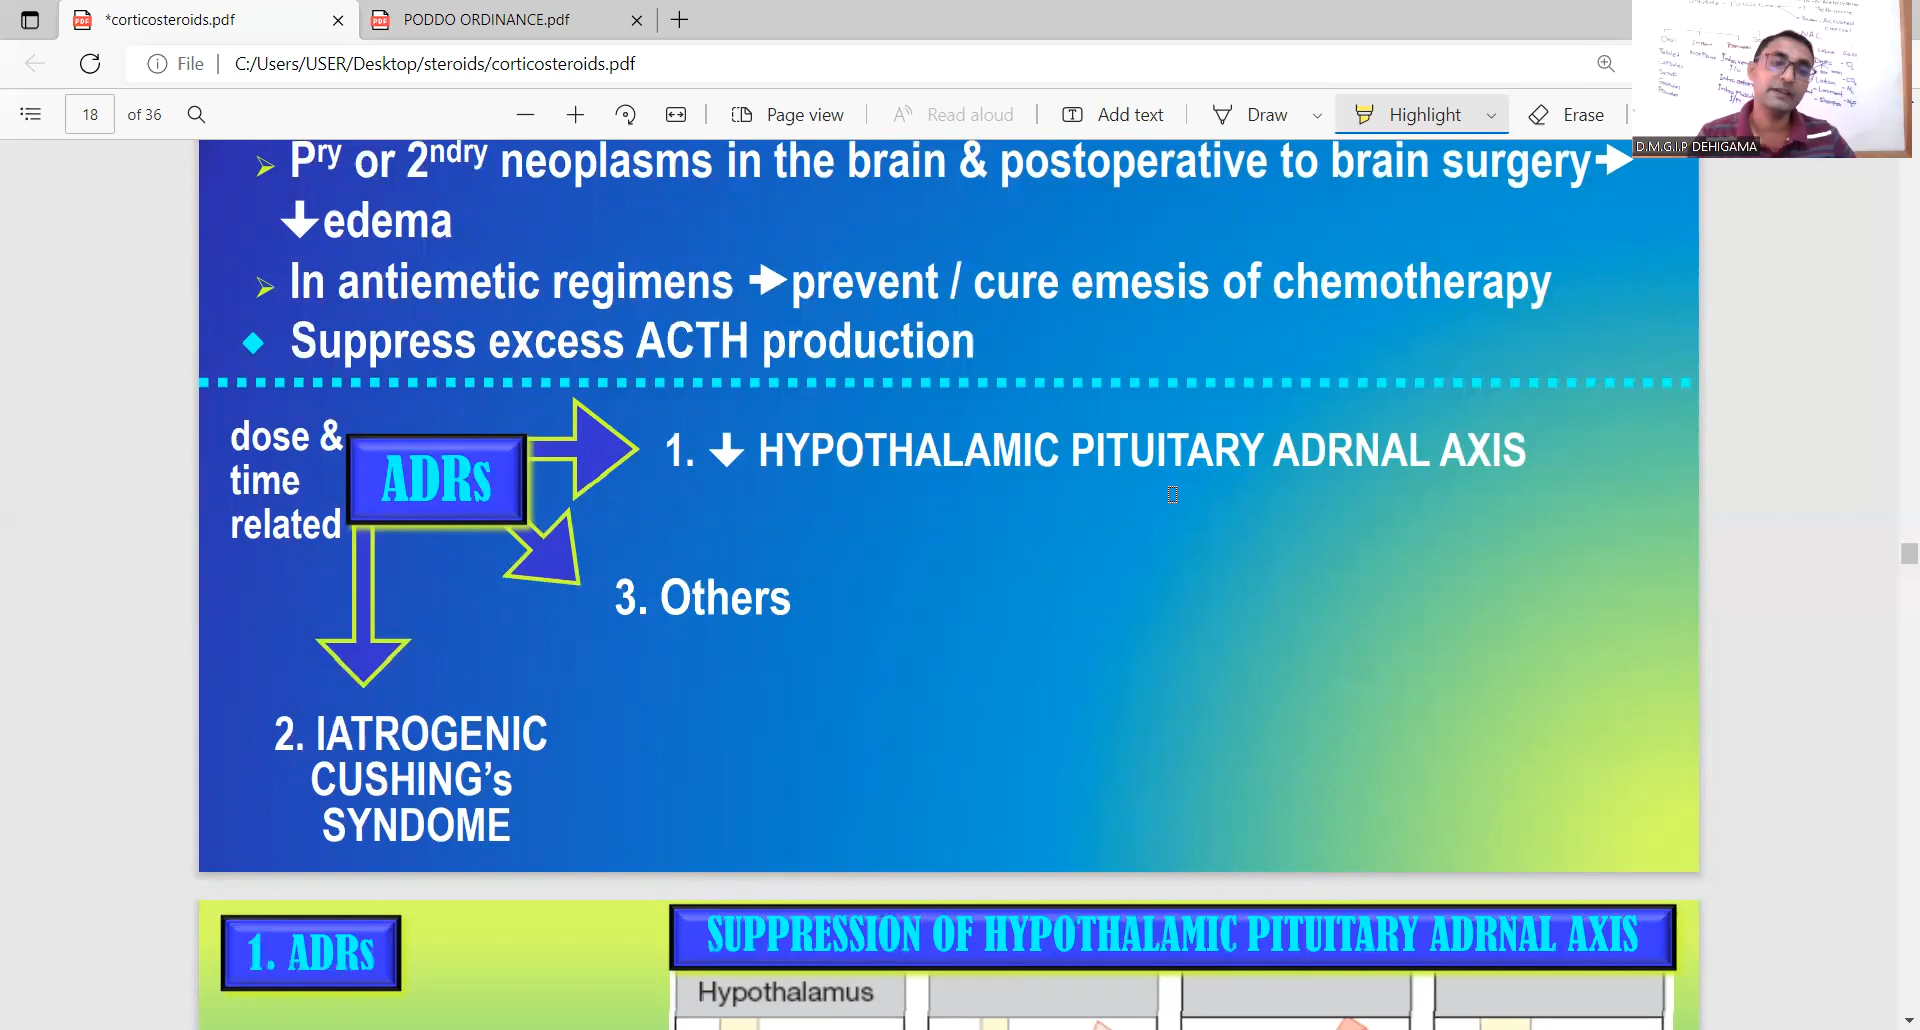 *corticosteroids.pdf
PODDO ORDINANCE.pdf
File
C:/Users/USER/Desktop/steroids/corticosteroids.pdf
18 of 36
Page view
Read aloud
Add text
Draw
Highlight
Erase
D.M.G.I.P DEHIGAMA
Pry or 2ndry neoplasms in the brain & postoperative to brain surgery➔
🡇edema
In antiemetic regimens ➔prevent / cure emesis of chemotherapy
Suppress excess ACTH production
dose &
time
related
ADRs
1. 🡇 HYPOTHALAMIC PITUITARY ADRNAL AXIS
3. Others
2. IATROGENIC
CUSHING's
SYNDOME
1. ADRs
SUPPRESSION OF HYPOTHALAMIC PITUITARY ADRNAL AXIS
Hypothalamus